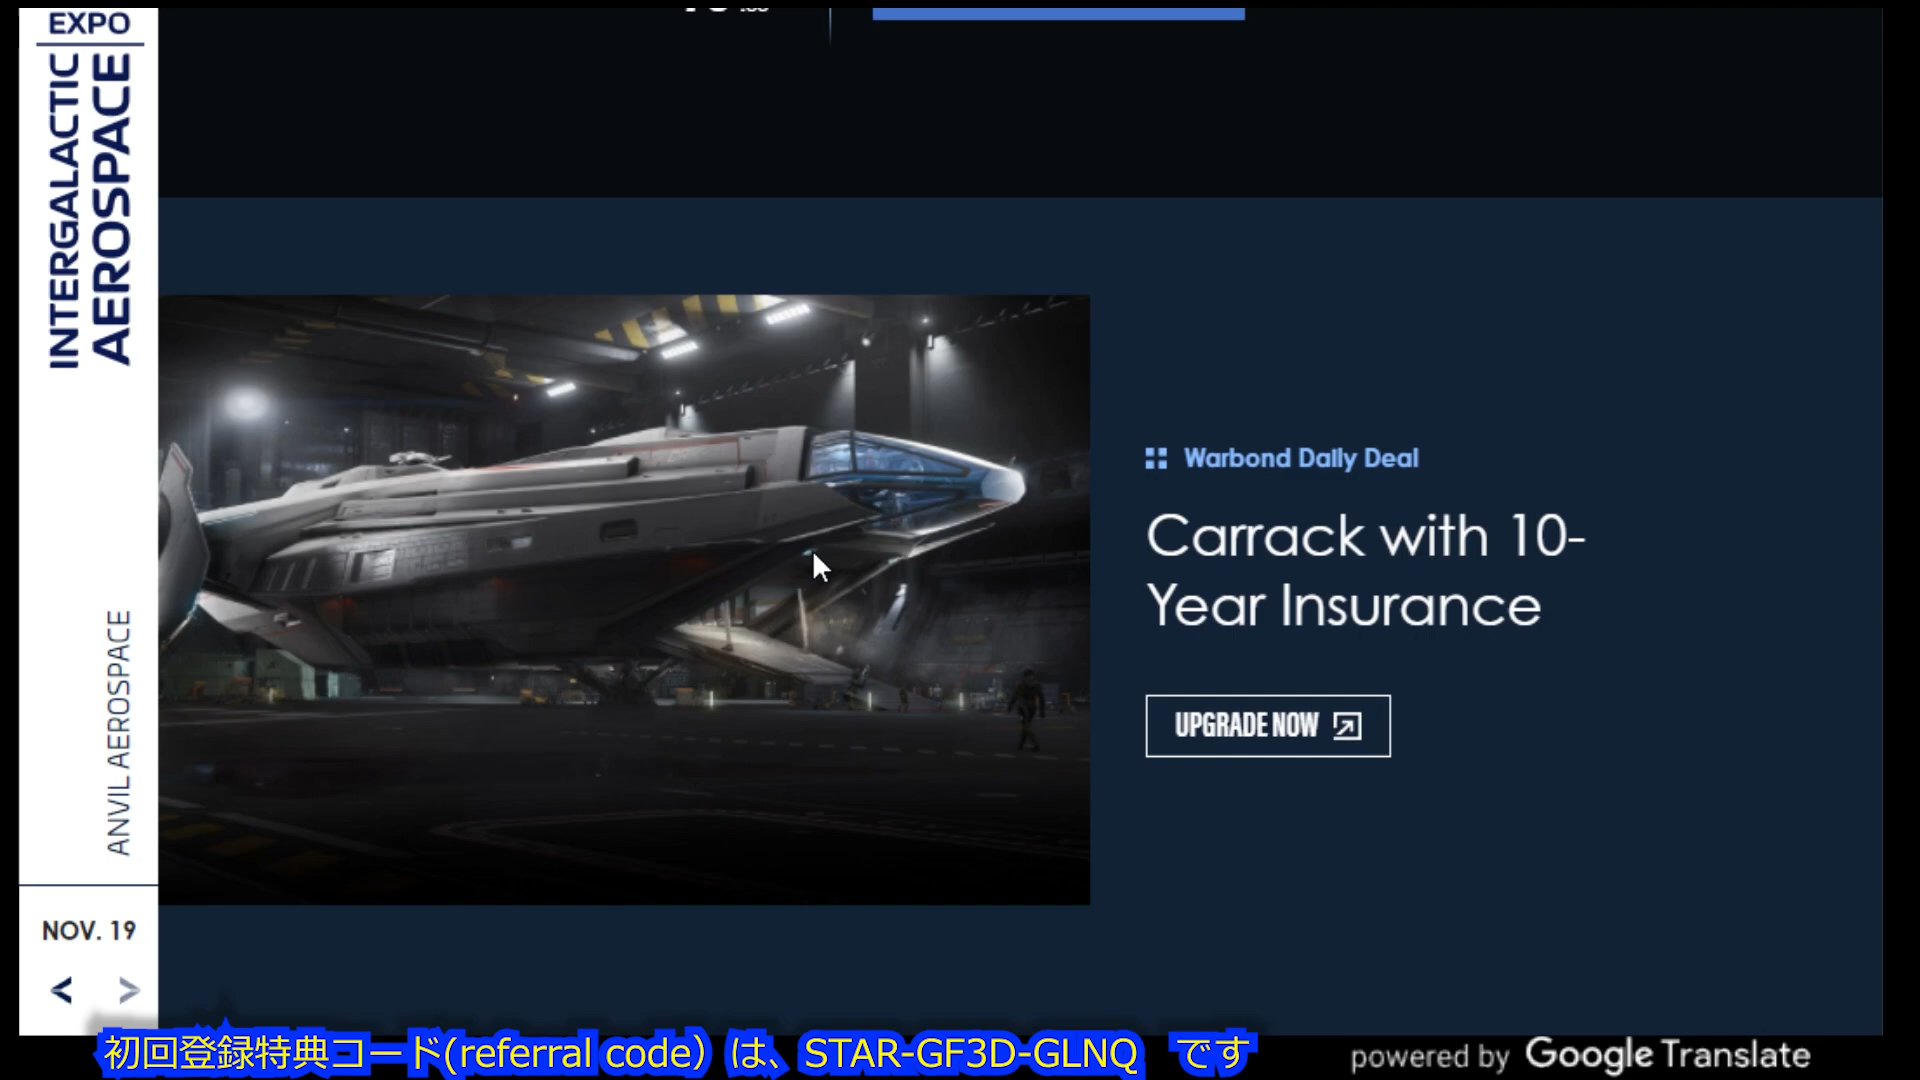 EXPO
INTERGALACTIC
AEROSPACE
ANVIL AEROSPACE
NOV. 19
Warbond Daily Deal
Carrack with 10-
Year Insurance
UPGRADE NOW
初回登録特典コード(referral code）は、STAR-GF3D-GLNQ　です
powered by Google Translate